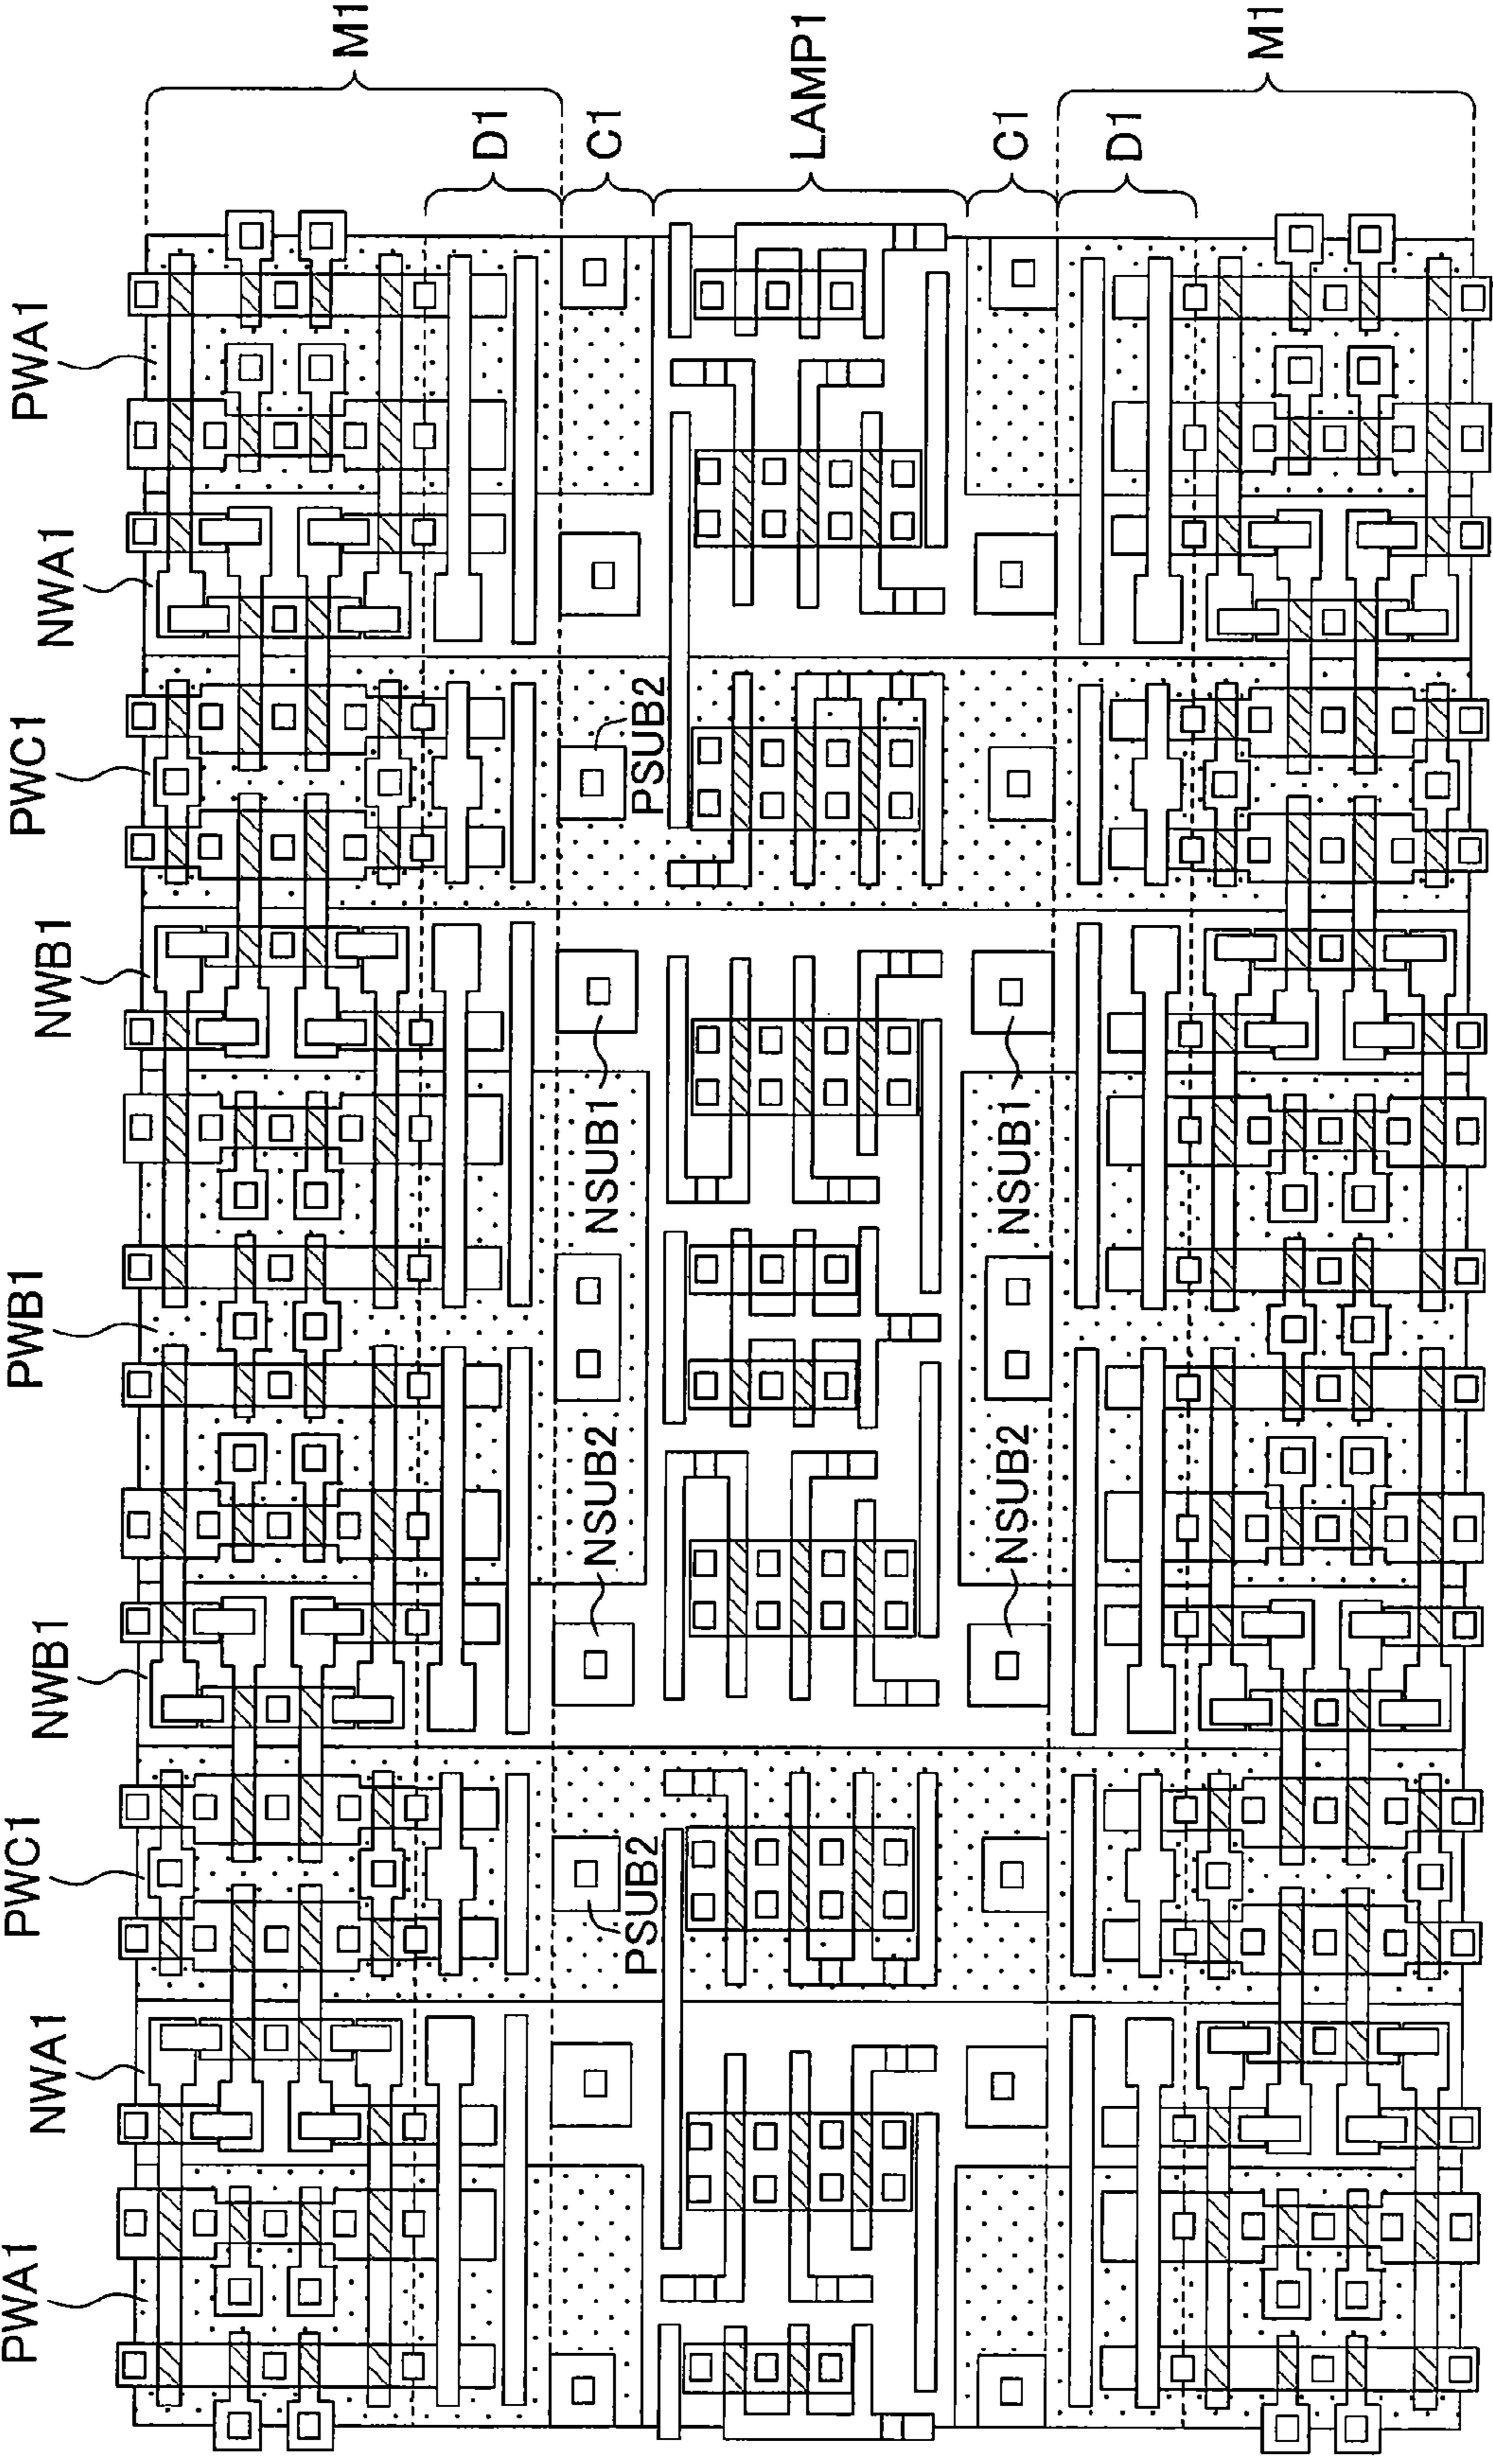 PWA1
NWA1
PWC1
NWB1
PWB1
NWB1
PWC1
NWA1
PWA1
M1
D1
C1
LAMP1
C1
D1
M1
PSUB2
NSUB1
NSUB1
NSUB2
NSUB2
PSUB2